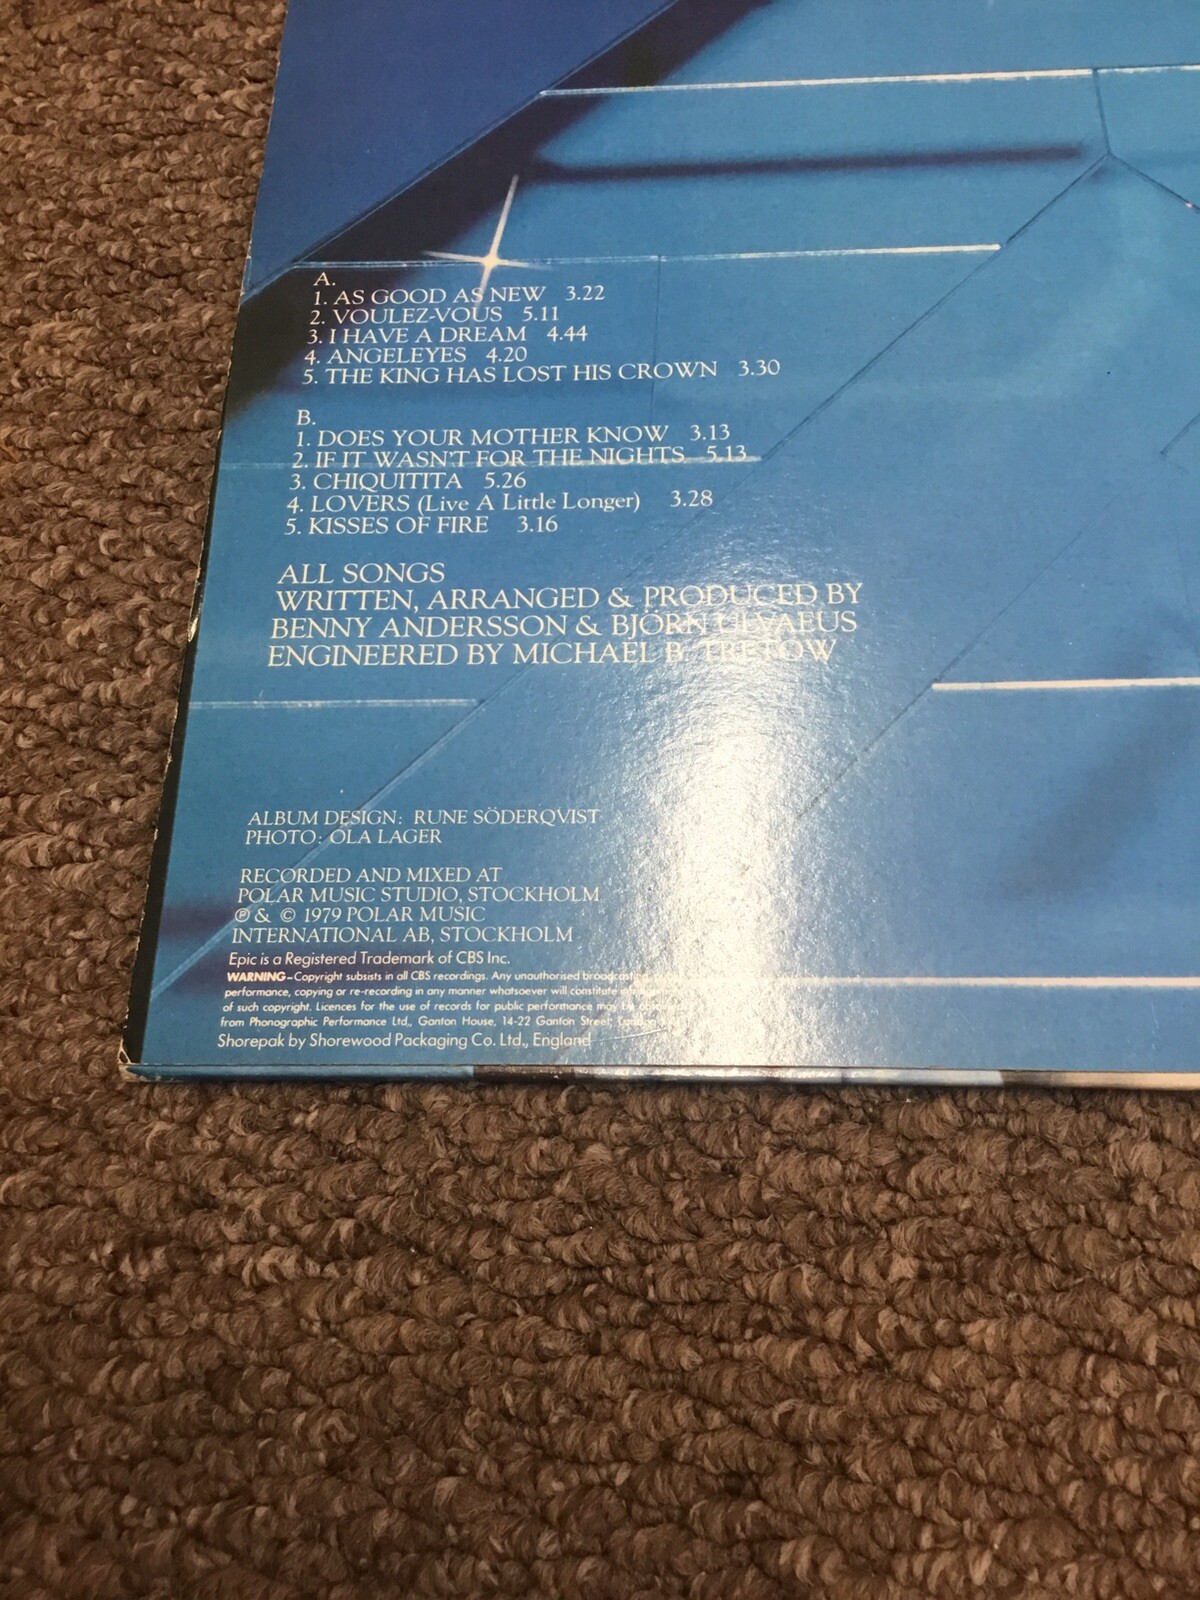 A.
1. AS GOOD AS NEW 3.22
2. VOULEZ-VOUS 5.11
3. I HAVE A DREAM 4.44
4. ANGELEYES 4.20
5. THE KING HAS LOST HIS CROWN 3.30
B.
1. DOES YOUR MOTHER KNOW 3.13
2. IF IT WASN'T FOR THE NIGHTS 5.13
3. CHIQUITITA 5.26
4. LOVERS (Live A Little Longer) 3.28
5. KISSES OF FIRE 3.16
ALL SONGS
WRITTEN, ARRANGED & PRODUCED BY
BENNY ANDERSSON & BJÖRN ULVAEUS
ENGINEERED BY MICHAEL B. TRETOW
ALBUM DESIGN: RUNE SÖDERQVIST
PHOTO: OLA LAGER
RECORDED AND MIXED AT
POLAR MUSIC STUDIO, STOCKHOLM
℗ & © 1979 POLAR MUSIC
INTERNATIONAL AB, STOCKHOLM
Epic is a Registered Trademark of CBS Inc.
WARNING – Copyright subsists in all CBS recordings. Any unauthorised broadcasting,
performance, copying or re-recording in any manner whatsoever will constitute
of such copyright. Licences for the use of records for public performance may be
from Phonographic Performance Ltd., Ganton House, 14-22 Ganton Street, London
Shorepak by Shorewood Packaging Co. Ltd., England